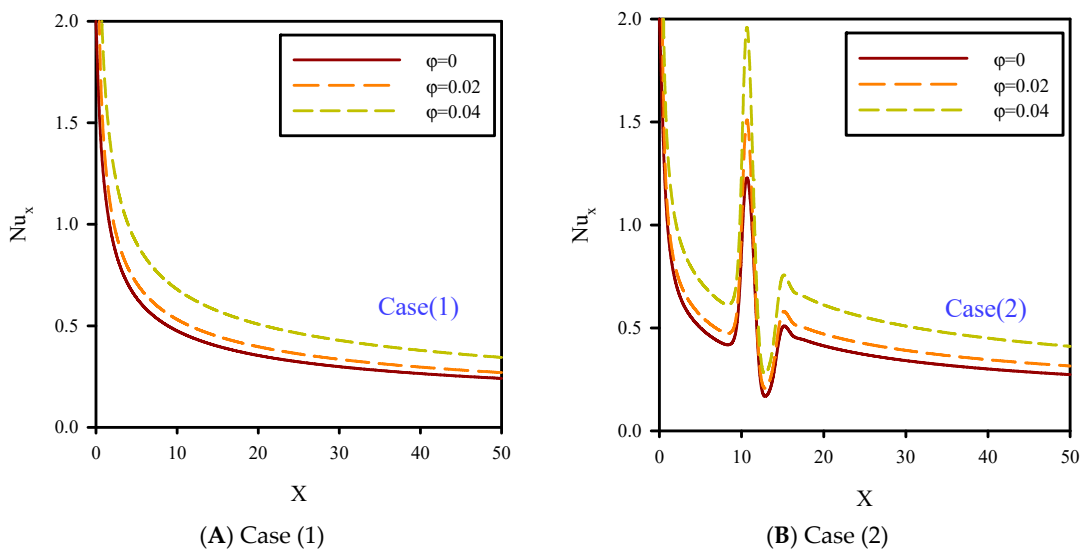 2.0
1.5
1.0
0.5
0.0
Nu_x
0 10 20 30 40 50
X
φ=0
φ=0.02
φ=0.04
Case(1)
(A) Case (1)
2.0
1.5
1.0
0.5
0.0
Nu_x
0 10 20 30 40 50
X
φ=0
φ=0.02
φ=0.04
Case(2)
(B) Case (2)